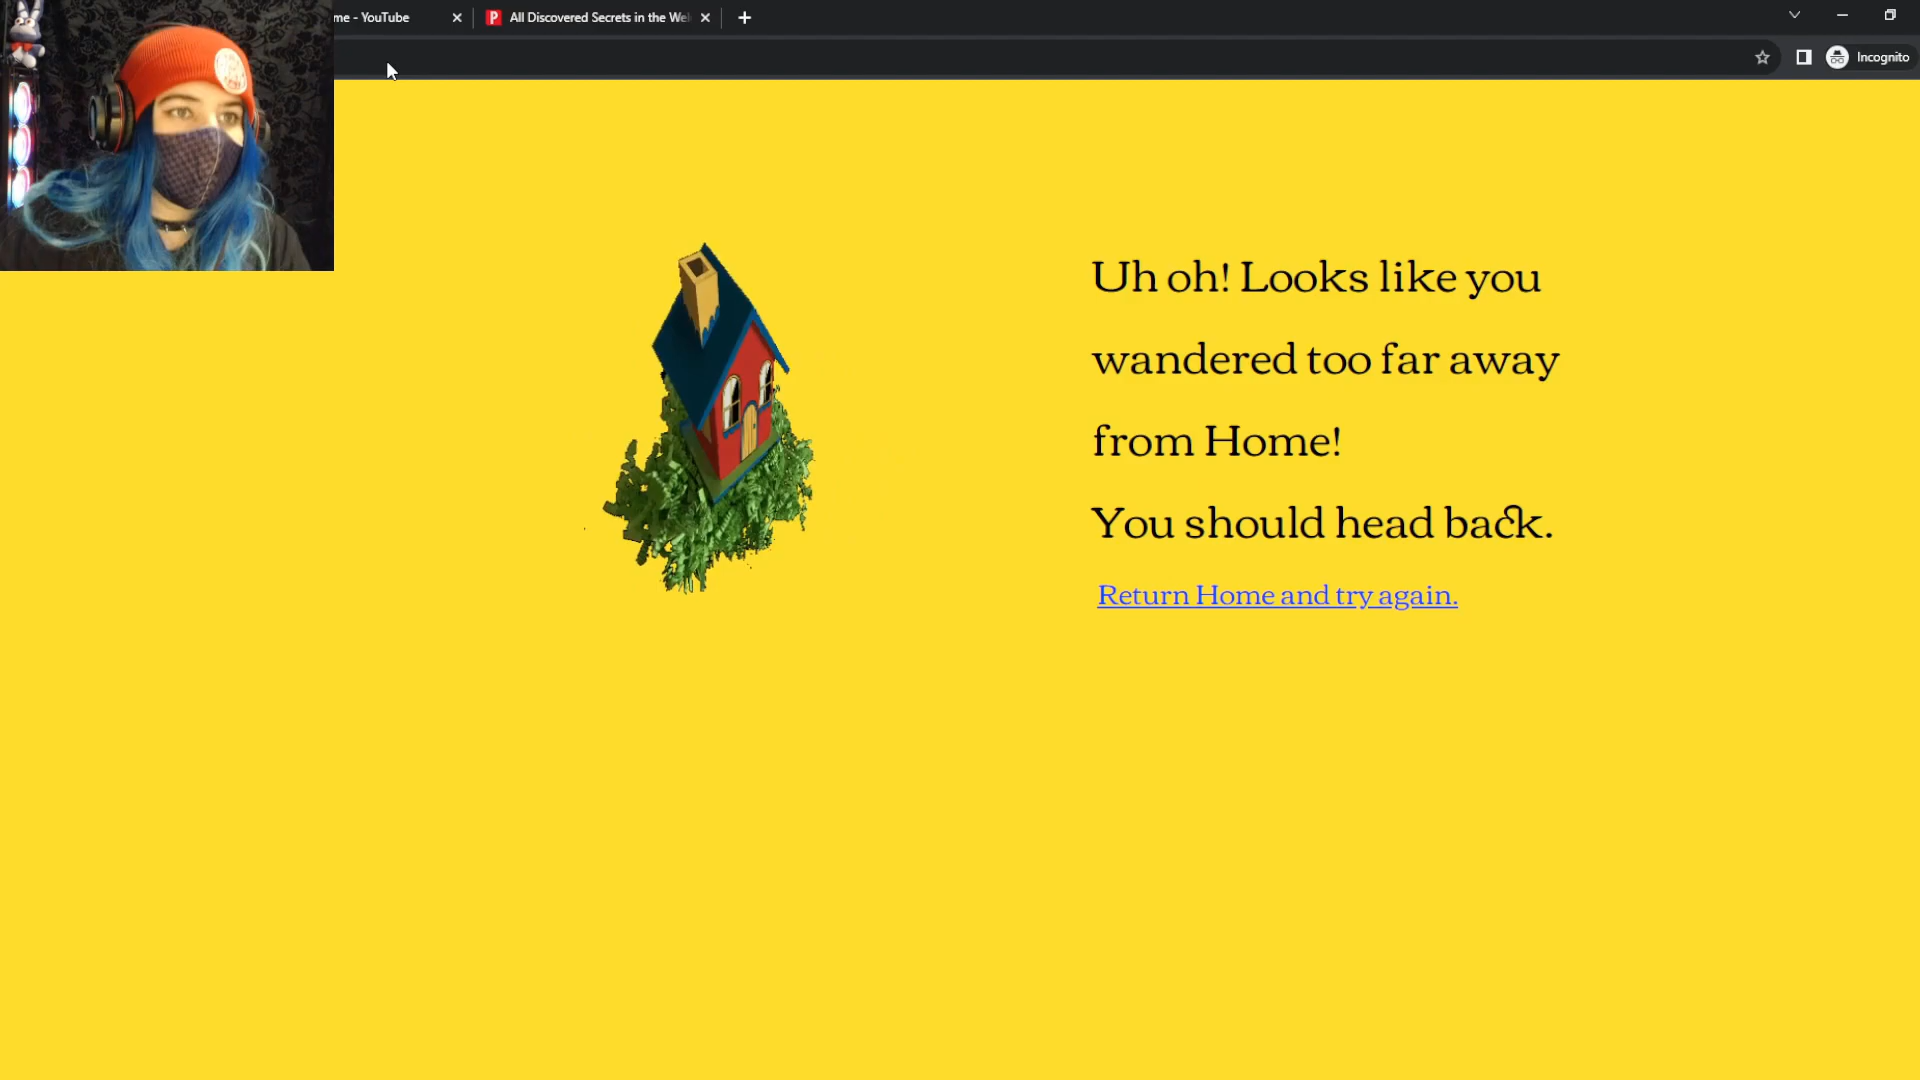 me - YouTube
All Discovered Secrets in the Wel
Incognito
Uh oh! Looks like you
wandered too far away
from Home!
You should head back.
Return Home and try again.